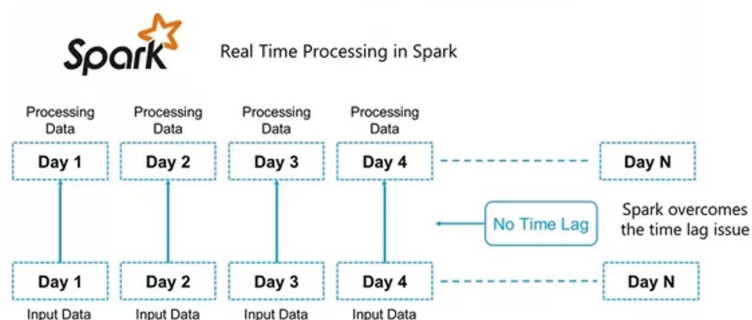 Spark
Real Time Processing in Spark
Processing Data
Processing Data
Processing Data
Processing Data
Day 1
Day 2
Day 3
Day 4
Day N
No Time Lag
Spark overcomes
the time lag issue
Day 1
Day 2
Day 3
Day 4
Day N
Input Data
Input Data
Input Data
Input Data